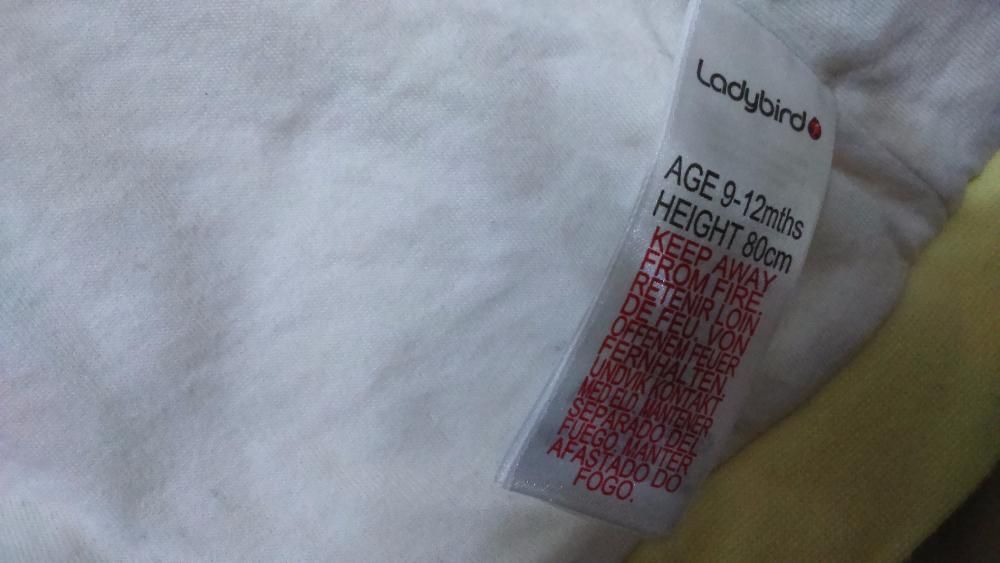 Ladybird
AGE 9-12mths
HEIGHT 80cm
KEEP AWAY
FROM FIRE.
RETENIR LOIN
DE FEU. VON
OFFENEM FEUER
FERNHALTEN.
UNDVIK KONTAKT
MED ELD. MANTENER
SEPARADO DEL
FUEGO. MANTER
AFASTADO DO
FOGO.